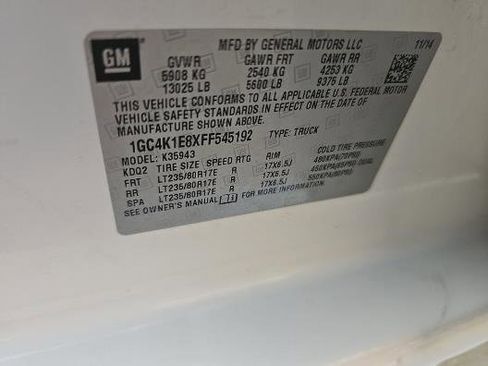 GM
MFD BY GENERAL MOTORS LLC 11/14
GVWR GAWR FRT GAWR RR
5908 KG 2540 KG 4253 KG
13025 LB 5600 LB 9375 LB
THIS VEHICLE CONFORMS TO ALL APPLICABLE U.S. FEDERAL MOTOR
VEHICLE SAFETY STANDARDS IN EFFECT ON THE DATE OF
MANUFACTURE SHOWN ABOVE.
1GC4K1E8XFF545192 TYPE: TRUCK
MODEL: K35943
KDQ2 TIRE SIZE SPEED RTG RIM COLD TIRE PRESSURE
FRT LT235/80R17E R 17X6.5J
RR LT235/80R17E R 17X6.5J
SPA LT235/80R17E R 17X6.5J
SEE OWNER'S MANUAL FOR MORE INFORMATION